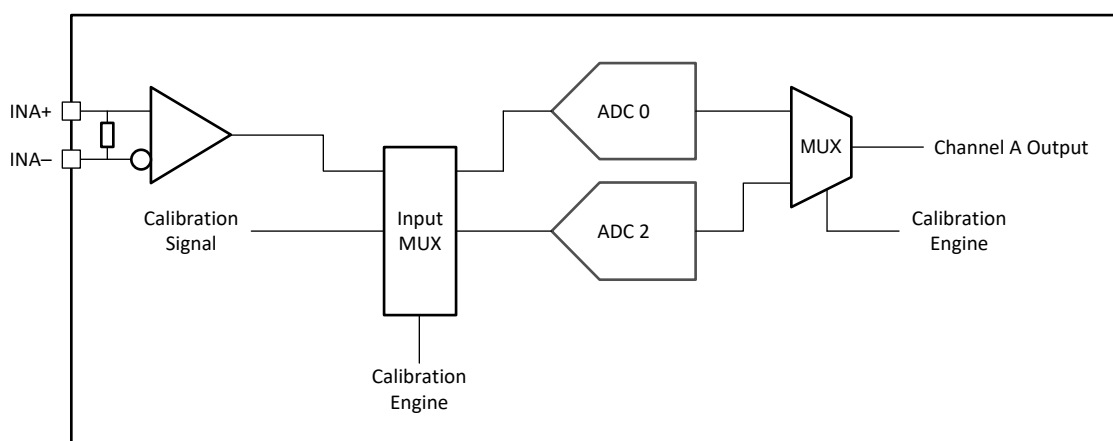 INA+
INA–
ADC 0
MUX
Channel A Output
Calibration
Signal
Input
MUX
ADC 2
Calibration
Engine
Calibration
Engine